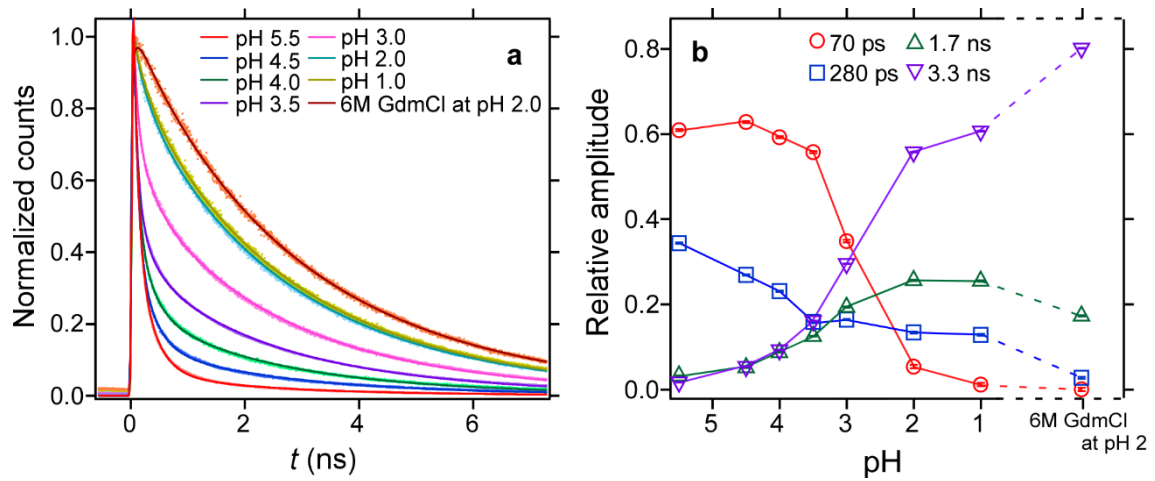 a
pH 5.5
pH 4.5
pH 4.0
pH 3.5
pH 3.0
pH 2.0
pH 1.0
6M GdmCl at pH 2.0
Normalized counts
1.0
0.8
0.6
0.4
0.2
0.0
0
2
4
6
t (ns)
b
70 ps
280 ps
1.7 ns
3.3 ns
Relative amplitude
0.8
0.6
0.4
0.2
0.0
5
4
3
2
1
6M GdmCl
at pH 2
pH